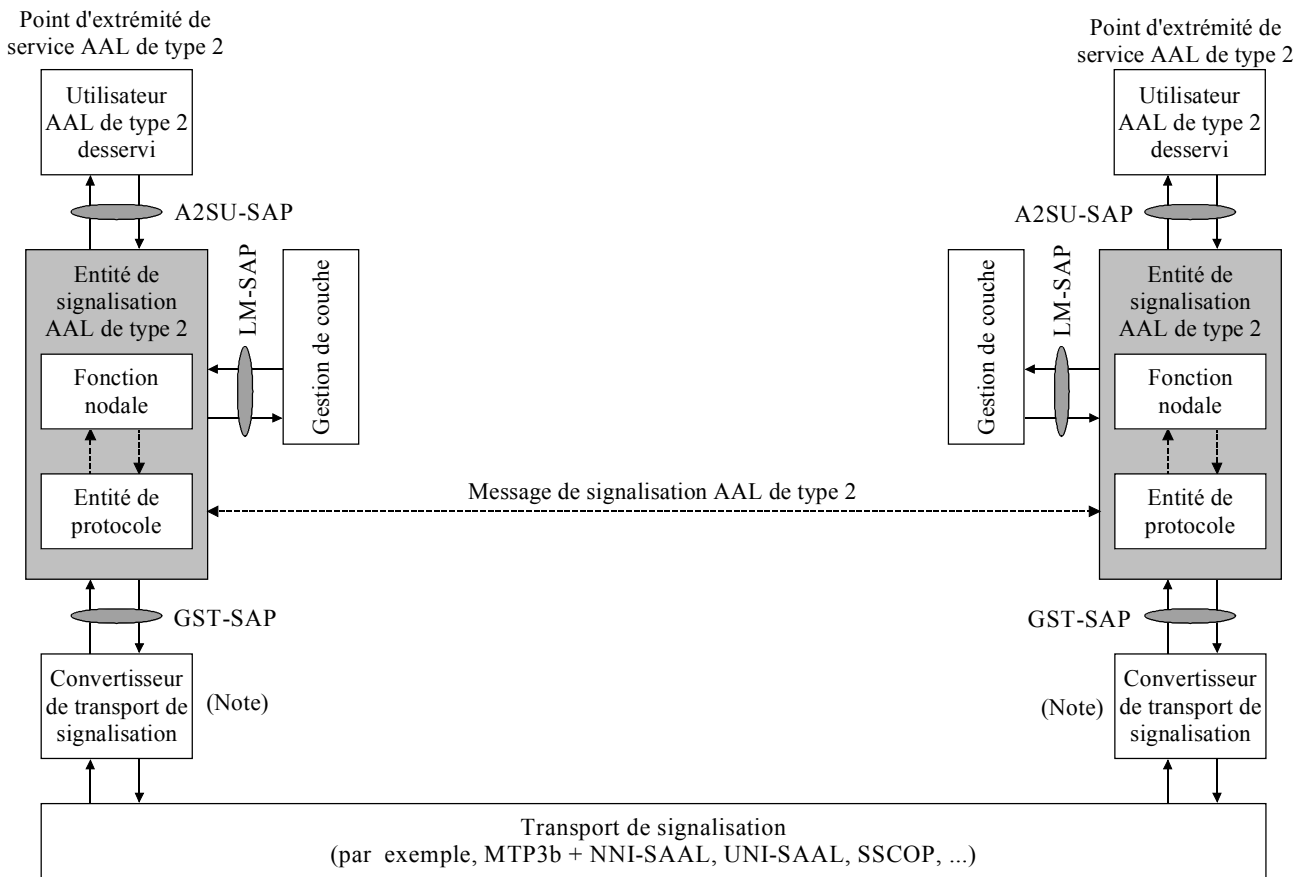 Point d'extrémité de
service AAL de type 2
Utilisateur
AAL de type 2
desservi
A2SU-SAP
Entité de
signalisation
AAL de type 2
LM-SAP
Gestion de couche
Fonction
nodale
Entité de
protocole
GST-SAP
Convertisseur
de transport de
signalisation
(Note)
Message de signalisation AAL de type 2
Point d'extrémité de
service AAL de type 2
Utilisateur
AAL de type 2
desservi
A2SU-SAP
Gestion de couche
LM-SAP
Entité de
signalisation
AAL de type 2
Fonction
nodale
Entité de
protocole
GST-SAP
(Note)
Convertisseur
de transport de
signalisation
Transport de signalisation
(par exemple, MTP3b + NNI-SAAL, UNI-SAAL, SSCOP, ...)